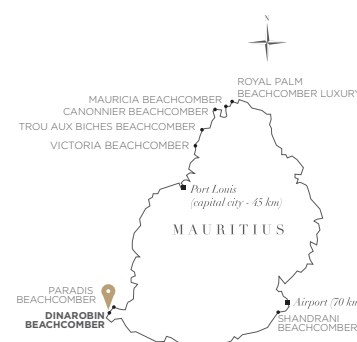 N
ROYAL PALM
BEACHCOMBER LUXURY
MAURICIA BEACHCOMBER
CANONNIER BEACHCOMBER
TROU AUX BICHES BEACHCOMBER
VICTORIA BEACHCOMBER
Port Louis
(capital city - 45 km)
MAURITIUS
PARADIS
BEACHCOMBER
DINAROBIN
BEACHCOMBER
Airport (70 km
SHANDRANI
BEACHCOMBER